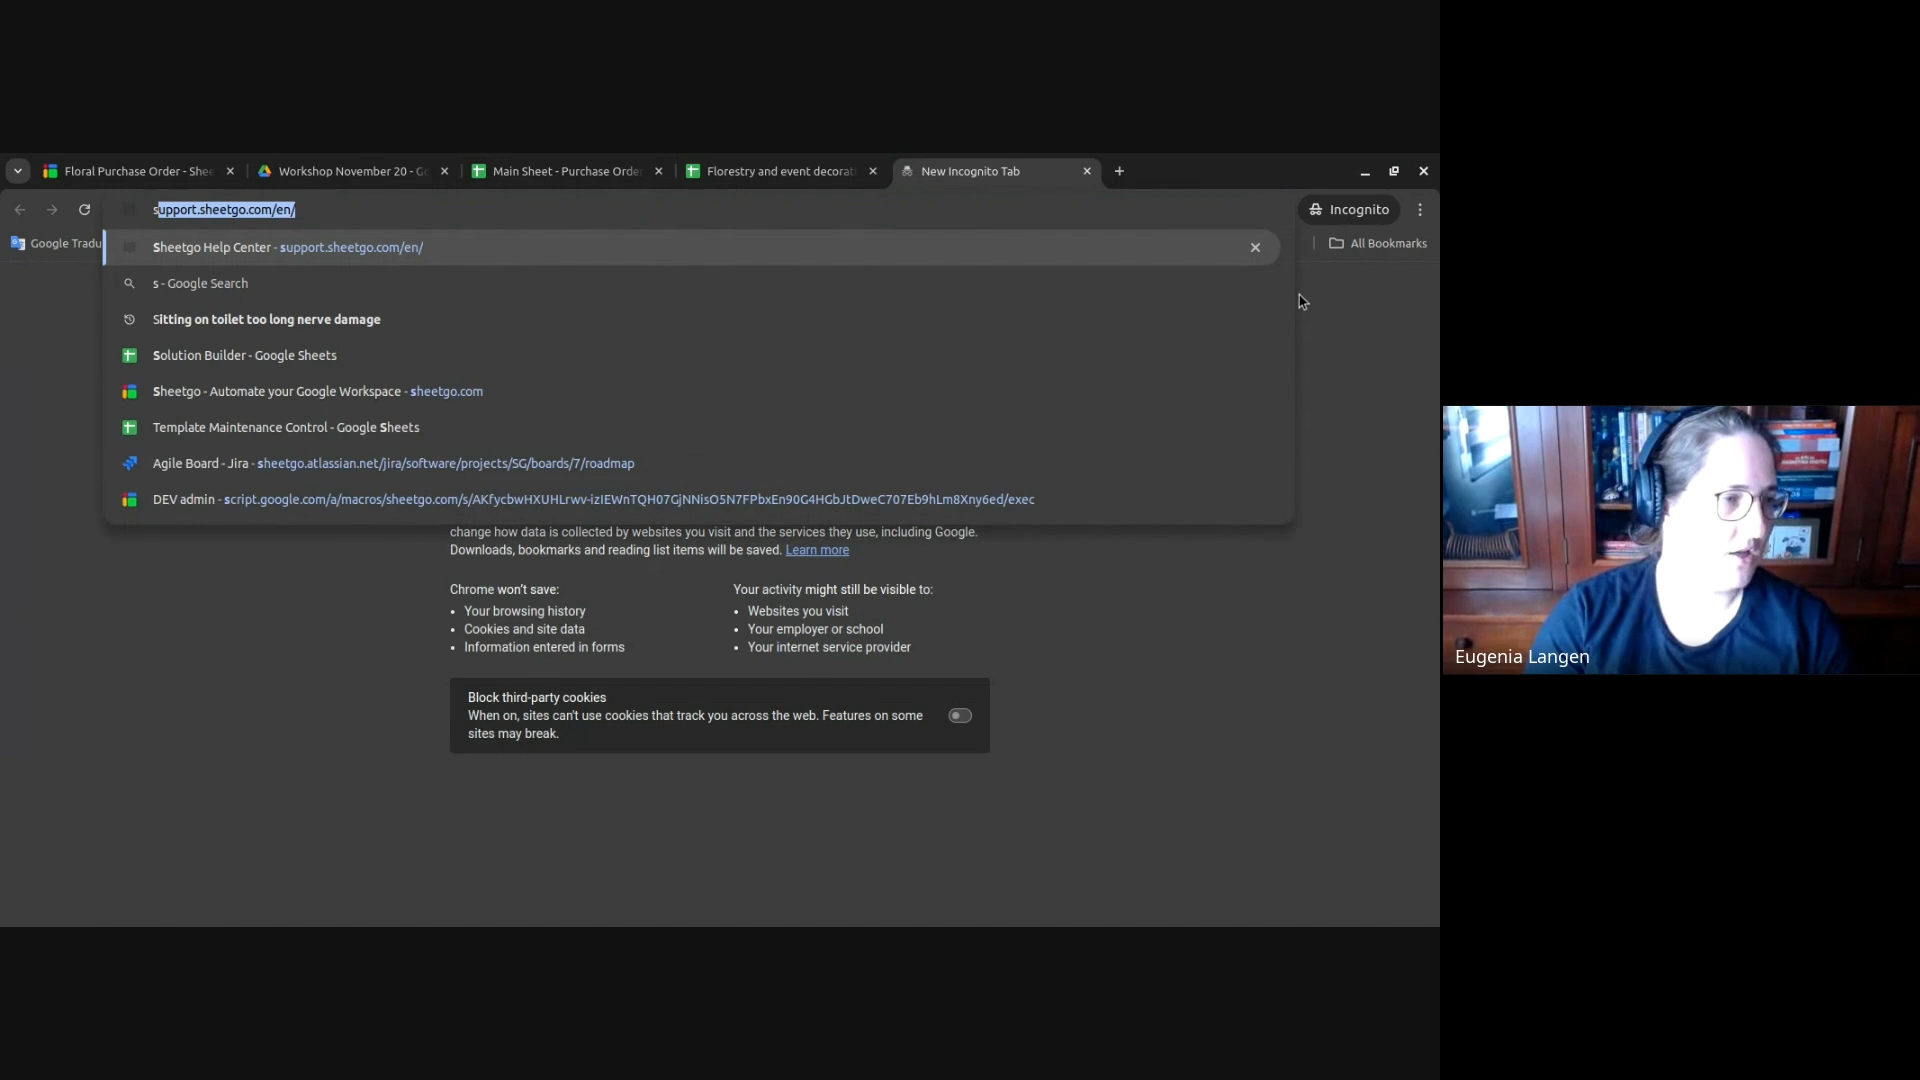 Floral Purchase Order - Shee
Workshop November 20 - Go
Main Sheet - Purchase Order
Florestry and event decorati
New Incognito Tab
support.sheetgo.com/en/
Incognito
Google Tradu
All Bookmarks
Sheetgo Help Center - support.sheetgo.com/en/
s - Google Search
Sitting on toilet too long nerve damage
Solution Builder - Google Sheets
Sheetgo - Automate your Google Workspace - sheetgo.com
Template Maintenance Control - Google Sheets
Agile Board - Jira - sheetgo.atlassian.net/jira/software/projects/SG/boards/7/roadmap
DEV admin - script.google.com/a/macros/sheetgo.com/s/AKfycbwHXUHLrwv-izIEWnTQH07GjNNisO5N7FPbxEn90G4HGbJtDweC707Eb9hLm8Xny6ed/exec
change how data is collected by websites you visit and the services they use, including Google.
Downloads, bookmarks and reading list items will be saved. Learn more
Chrome won't save:
• Your browsing history
• Cookies and site data
• Information entered in forms
Your activity might still be visible to:
• Websites you visit
• Your employer or school
• Your internet service provider
Block third-party cookies
When on, sites can't use cookies that track you across the web. Features on some
sites may break.
Eugenia Langen